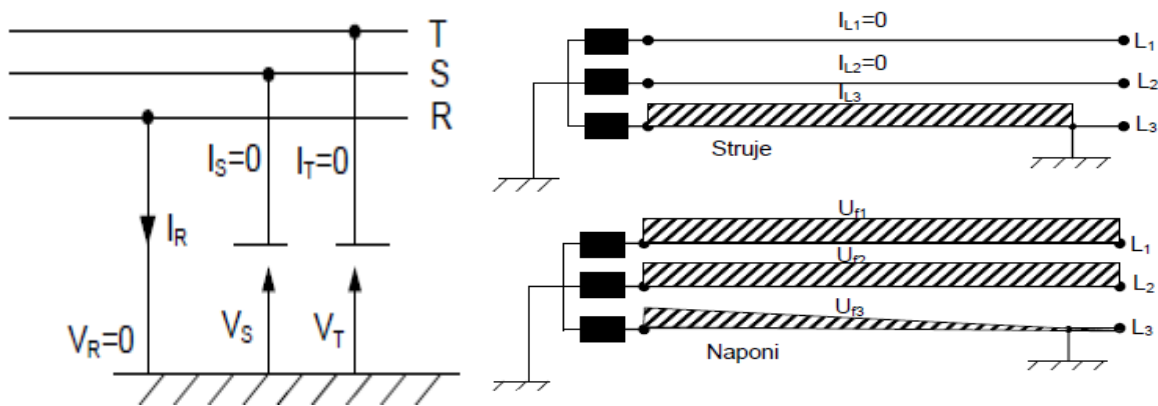 T
S
R
I_S=0
I_T=0
I_R
V_R=0
V_S
V_T
I_L1=0
L_1
I_L2=0
L_2
I_L3
L_3
Struje
U_f1
L_1
U_f2
L_2
U_f3
L_3
Naponi